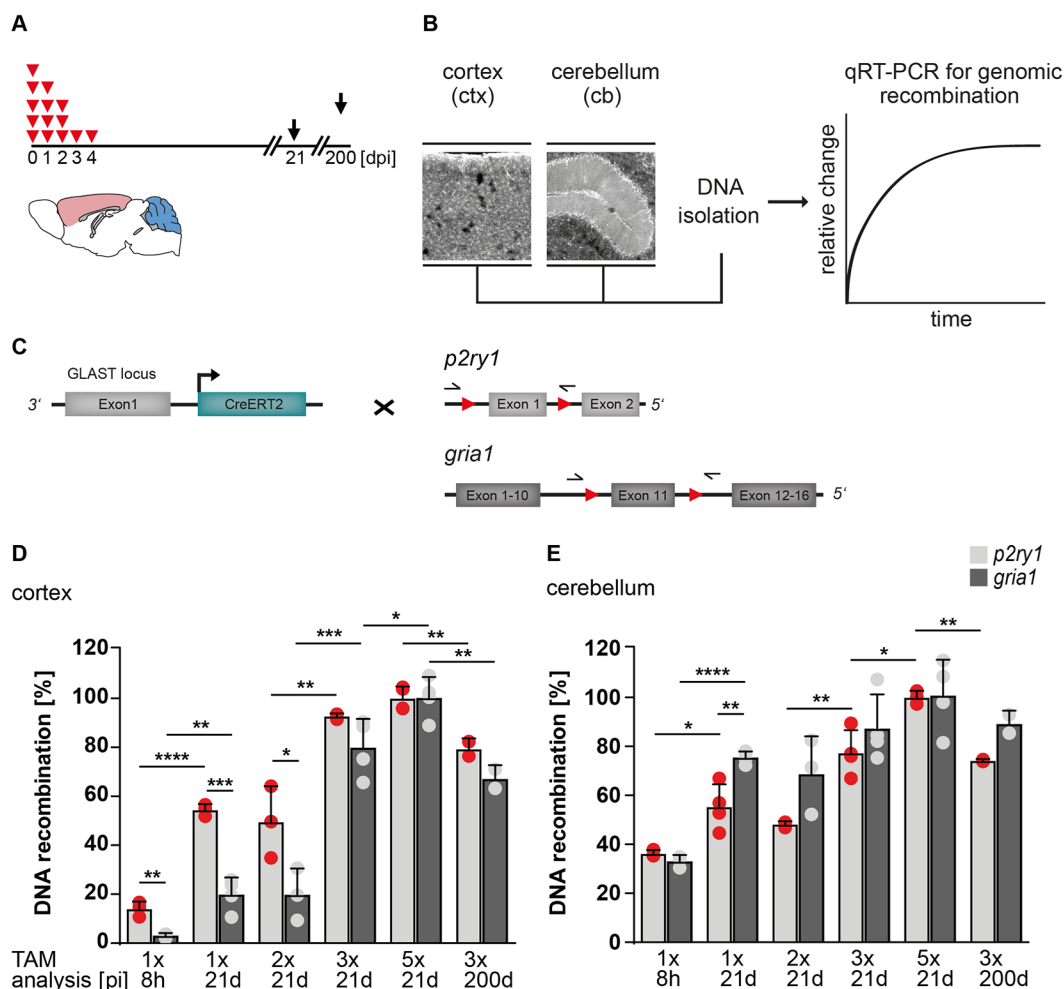 A
0 1 2 3 4 21 200 [dpi]
B
cortex
(ctx)
cerebellum
(cb)
DNA
isolation
qRT-PCR for genomic
recombination
relative change
time
C
GLAST locus
3‘ Exon1 CreERT2
p2ry1
Exon 1 Exon 2 5‘
gria1
Exon 1-10 Exon 11 Exon 12-16 5‘
D
cortex
DNA recombination [%]
120
100
80
60
40
20
0
** **** ** *** * ** *** * ** **
TAM 1x 1x 2x 3x 5x 3x
analysis [pi] 8h 21d 21d 21d 21d 200d
E
cerebellum
p2ry1
gria1
DNA recombination [%]
120
100
80
60
40
20
0
* **** ** ** * **
1x 1x 2x 3x 5x 3x
8h 21d 21d 21d 21d 200d